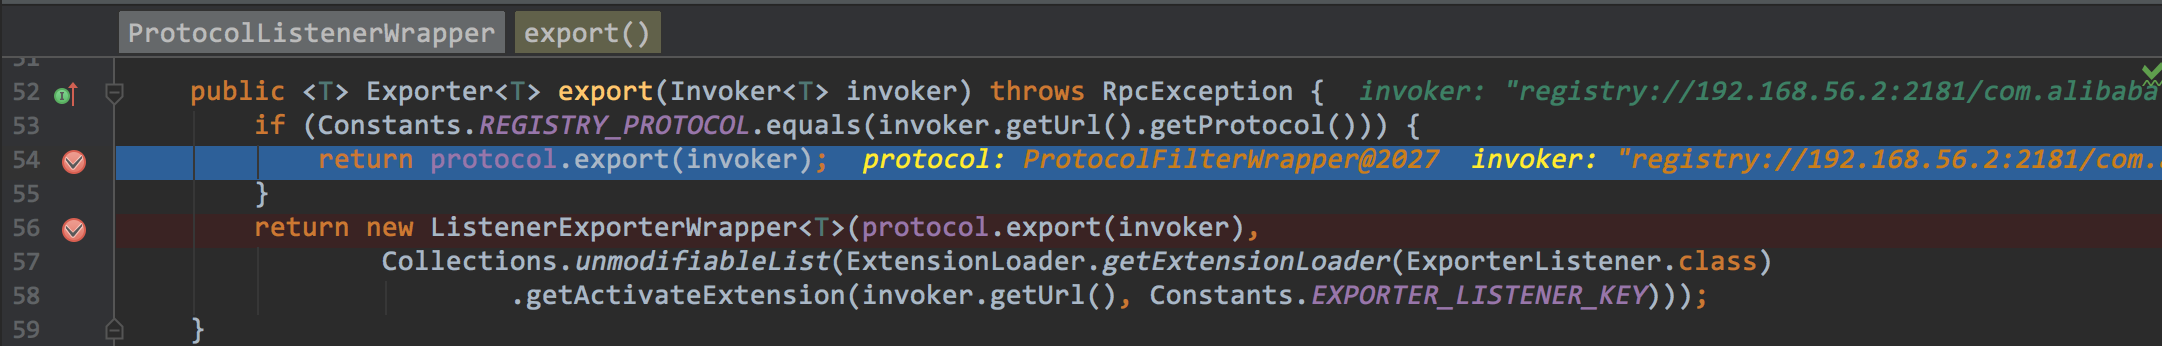 ProtocolListenerWrapper export()
51
52 public <T> Exporter<T> export(Invoker<T> invoker) throws RpcException { invoker: "registry://192.168.56.2:2181/com.alibaba
53 if (Constants.REGISTRY_PROTOCOL.equals(invoker.getUrl().getProtocol())) {
54 return protocol.export(invoker); protocol: ProtocolFilterWrapper@2027 invoker: "registry://192.168.56.2:2181/com.
55 }
56 return new ListenerExporterWrapper<T>(protocol.export(invoker),
57 Collections.unmodifiableList(ExtensionLoader.getExtensionLoader(ExporterListener.class)
58 .getActivateExtension(invoker.getUrl(), Constants.EXPORTER_LISTENER_KEY)));
59 }